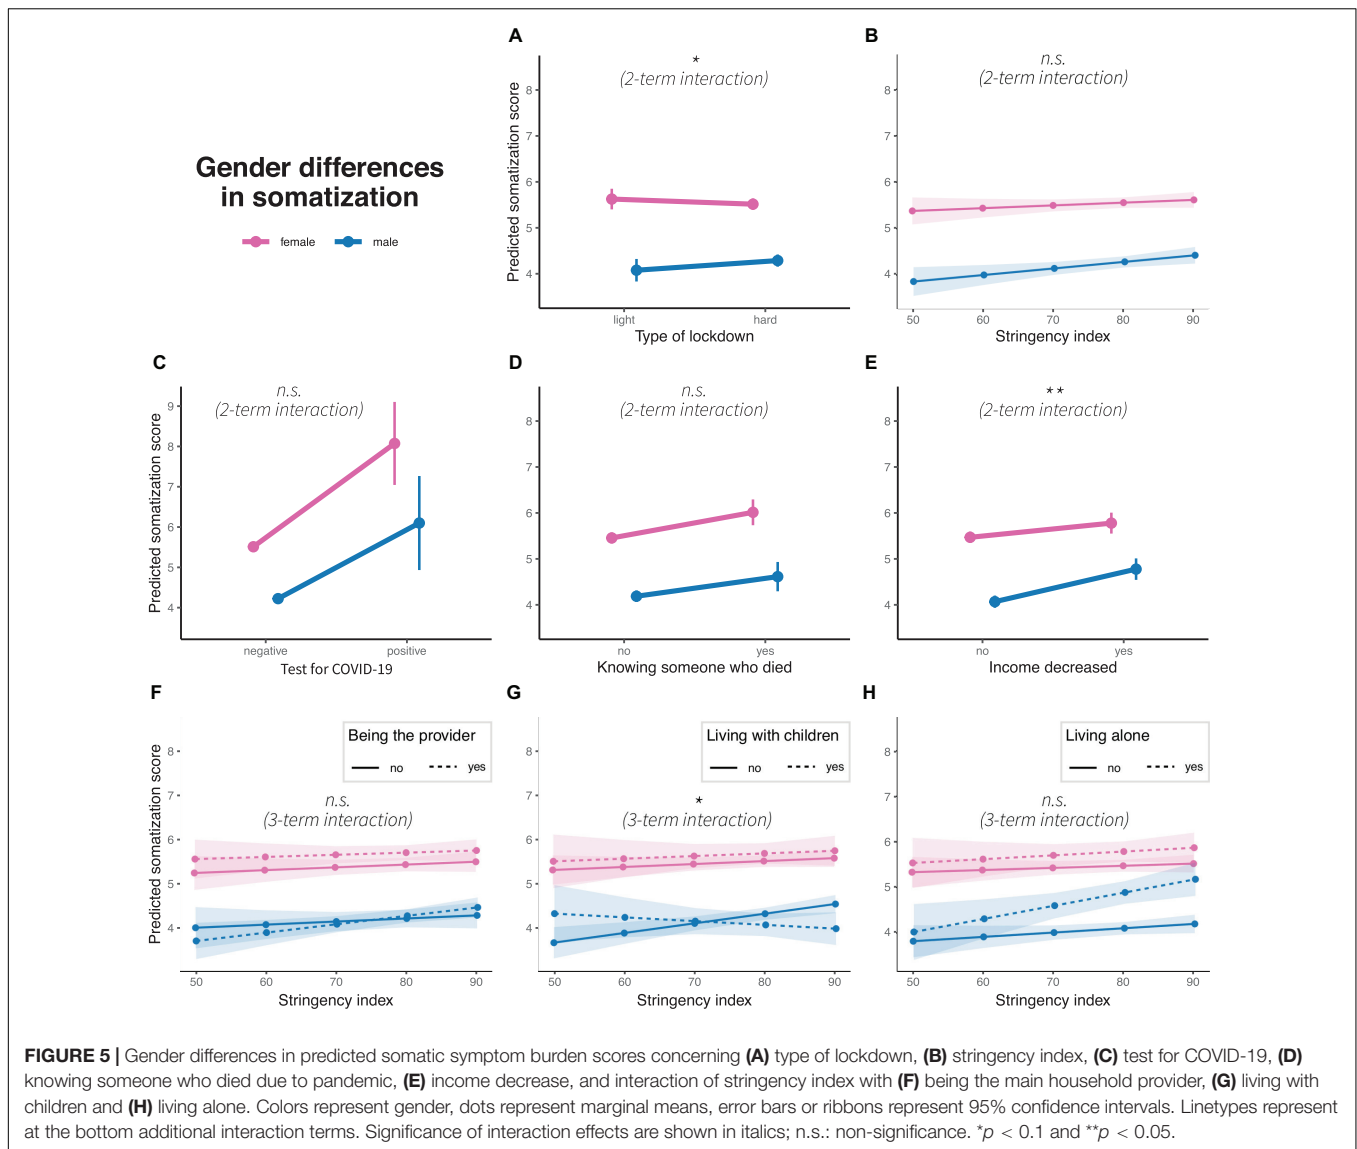 Gender differences
in somatization
female
male
A
*
(2-term interaction)
Predicted somatization score
8
7
6
5
4
light
hard
Type of lockdown
B
n.s.
(2-term interaction)
8
7
6
5
4
50
60
70
80
90
Stringency index
C
n.s.
(2-term interaction)
Predicted somatization score
9
8
7
6
5
4
negative
positive
Test for COVID-19
D
n.s.
(2-term interaction)
8
7
6
5
4
no
yes
Knowing someone who died
E
**
(2-term interaction)
8
7
6
5
4
no
yes
Income decreased
F
Being the provider
no
yes
n.s.
(3-term interaction)
Predicted somatization score
8
7
6
5
4
50
60
70
80
90
Stringency index
G
Living with children
no
yes
*
(3-term interaction)
8
7
6
5
4
50
60
70
80
90
Stringency index
H
Living alone
no
yes
n.s.
(3-term interaction)
8
7
6
5
4
50
60
70
80
90
Stringency index
FIGURE 5 | Gender differences in predicted somatic symptom burden scores concerning (A) type of lockdown, (B) stringency index, (C) test for COVID-19, (D)
knowing someone who died due to pandemic, (E) income decrease, and interaction of stringency index with (F) being the main household provider, (G) living with
children and (H) living alone. Colors represent gender, dots represent marginal means, error bars or ribbons represent 95% confidence intervals. Linetypes represent
at the bottom additional interaction terms. Significance of interaction effects are shown in italics; n.s.: non-significance. *p < 0.1 and **p < 0.05.